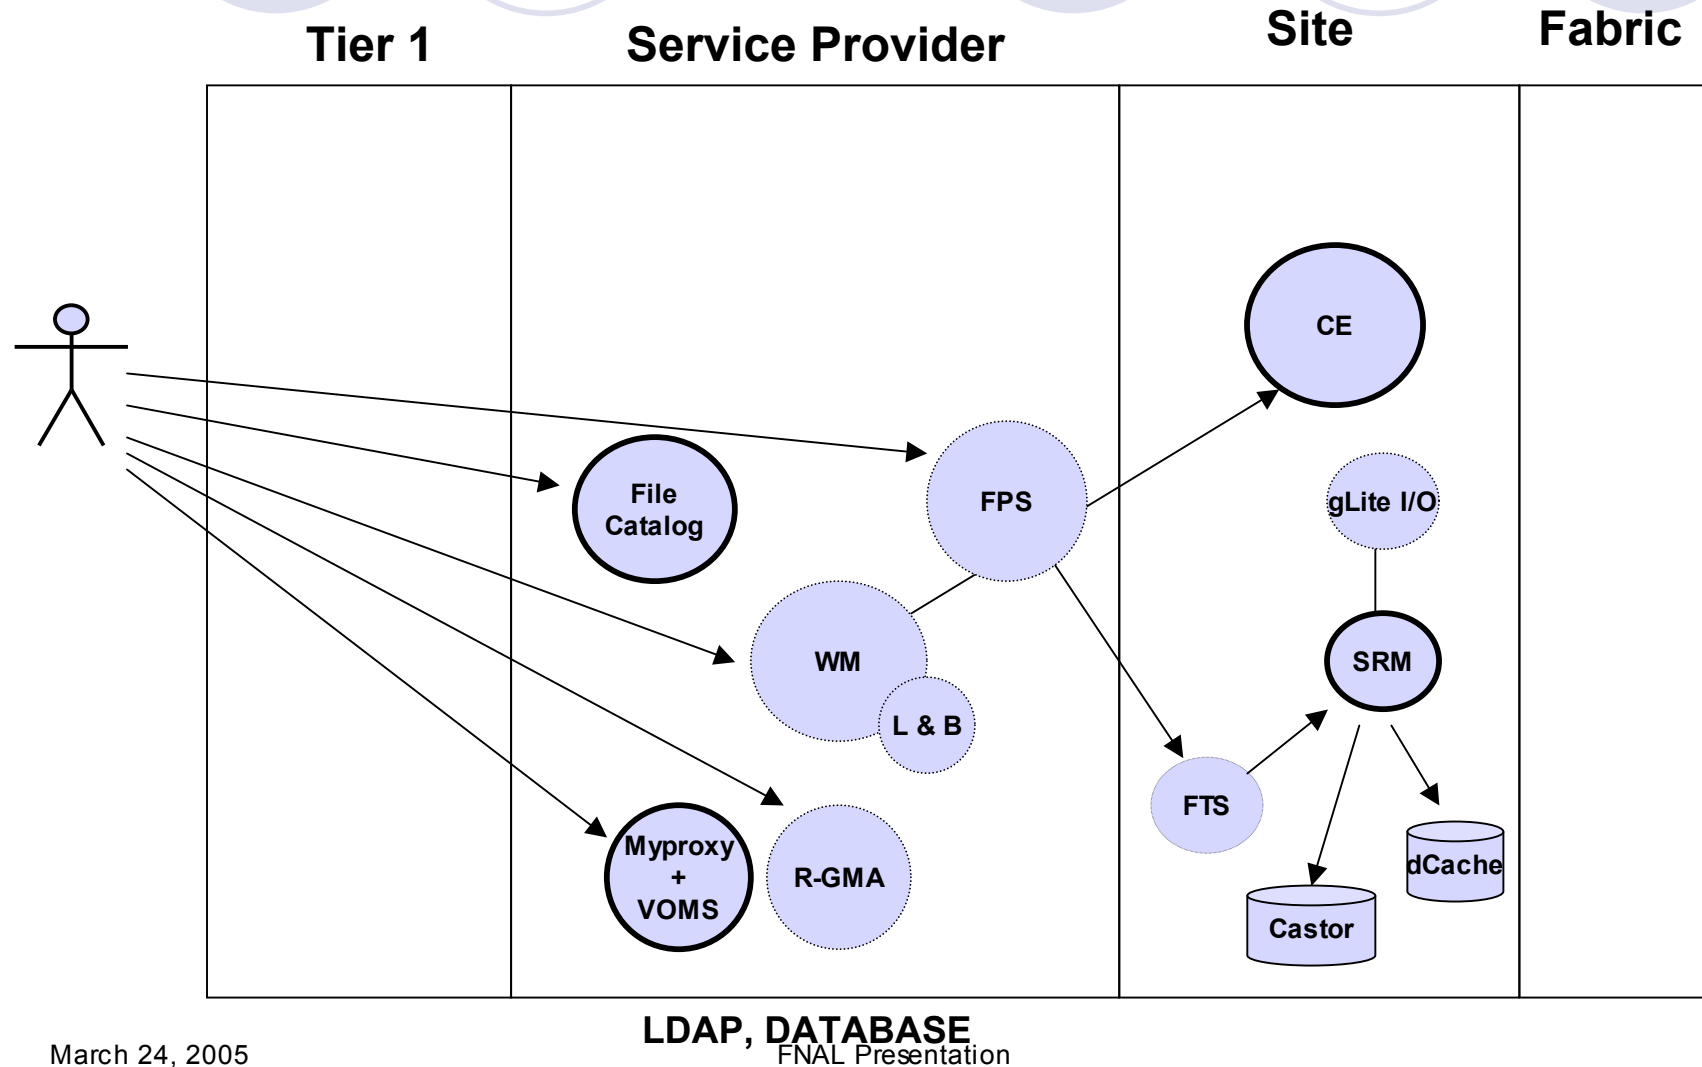 Tier 1
Service Provider
Site
Fabric
CE
File
Catalog
FPS
gLite I/O
WM
L & B
SRM
FTS
Myproxy
+
VOMS
R-GMA
dCache
Castor
LDAP, DATABASE
March 24, 2005
FNAL Presentation